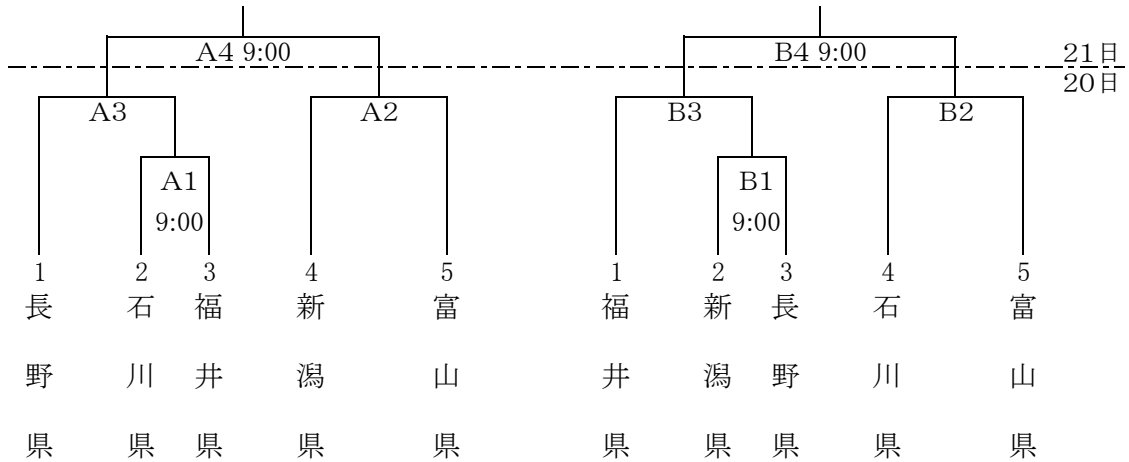 A4 9:00
B4 9:00
21日
20日
A3
A2
B3
B2
A1
9:00
B1
9:00
1 2 3 4 5
長野県 石川県 福井県 新潟県 富山県
1 2 3 4 5
福井県 新潟県 長野県 石川県 富山県